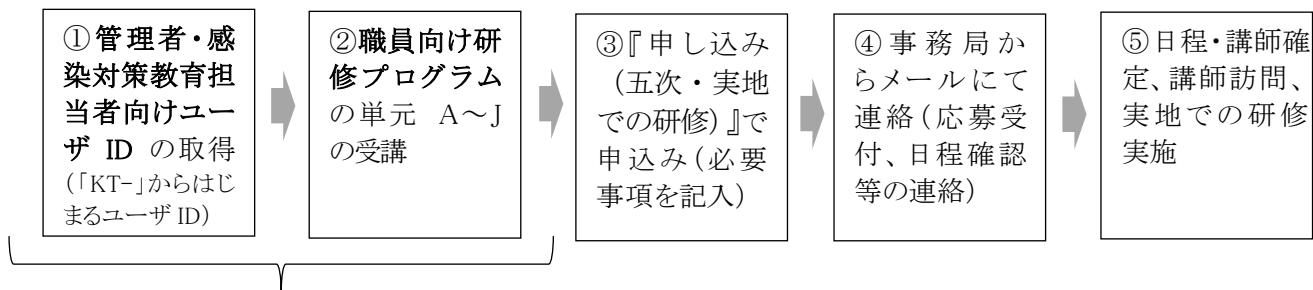 ①管理者・感
染対策教育担
当者向けユー
ザ ID の取得
(「KT-」からはじ
まるユーザ ID)
②職員向け研
修プログラム
の単元 A~J
の受講
③『申し込み
(五次・実地
での研修)』で
申込み(必要
事項を記入)
④事務局か
らメールにて
連絡(応募受
付、日程確認
等の連絡)
⑤日程・講師確
定、講師訪問、
実地での研修
実施